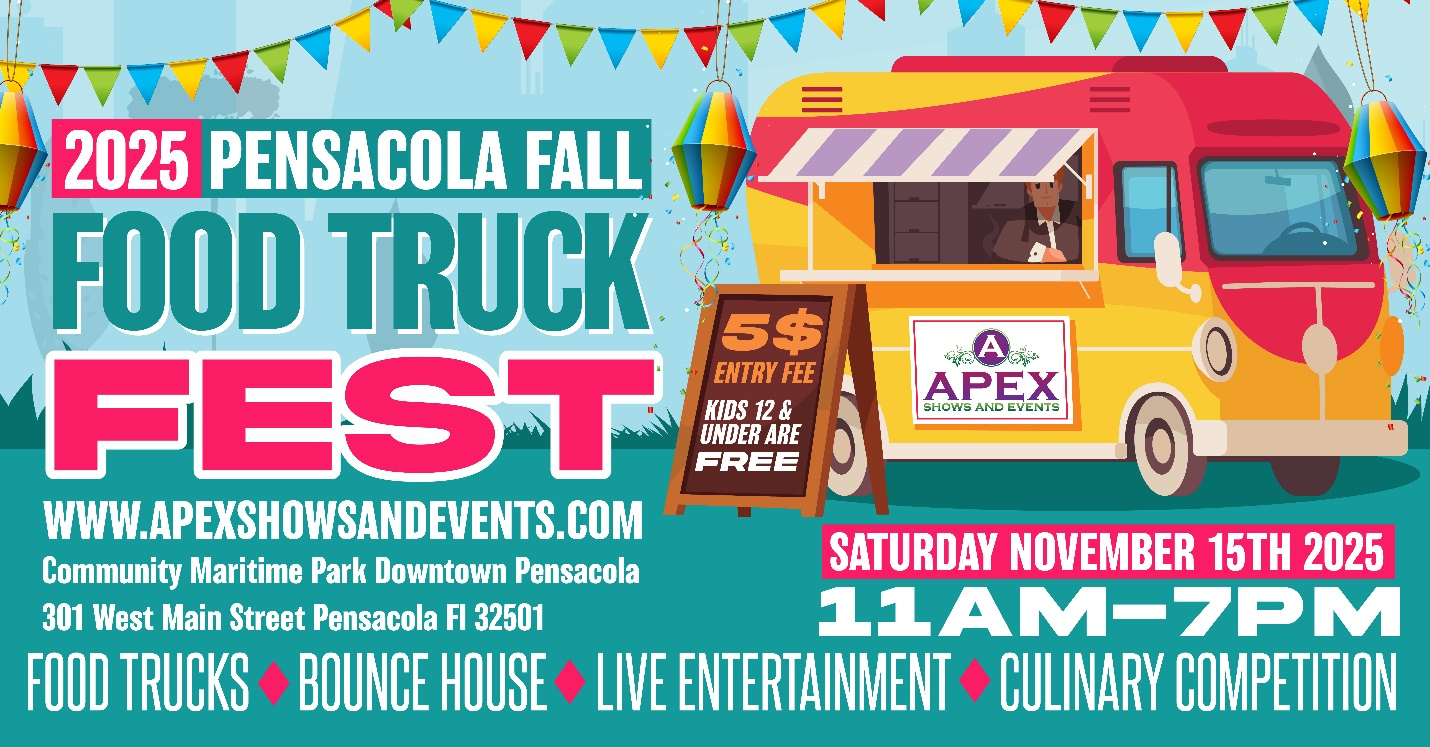 2025 PENSACOLA FALL
FOOD TRUCK
FEST
WWW.APEXSHOWSANDEVENTS.COM
Community Maritime Park Downtown Pensacola
301 West Main Street Pensacola Fl 32501
5$
ENTRY FEE
KIDS 12 &
UNDER ARE
FREE
A
APEX
SHOWS AND EVENTS
SATURDAY NOVEMBER 15TH 2025
11AM–7PM
FOOD TRUCKS ♦ BOUNCE HOUSE ♦ LIVE ENTERTAINMENT ♦ CULINARY COMPETITION